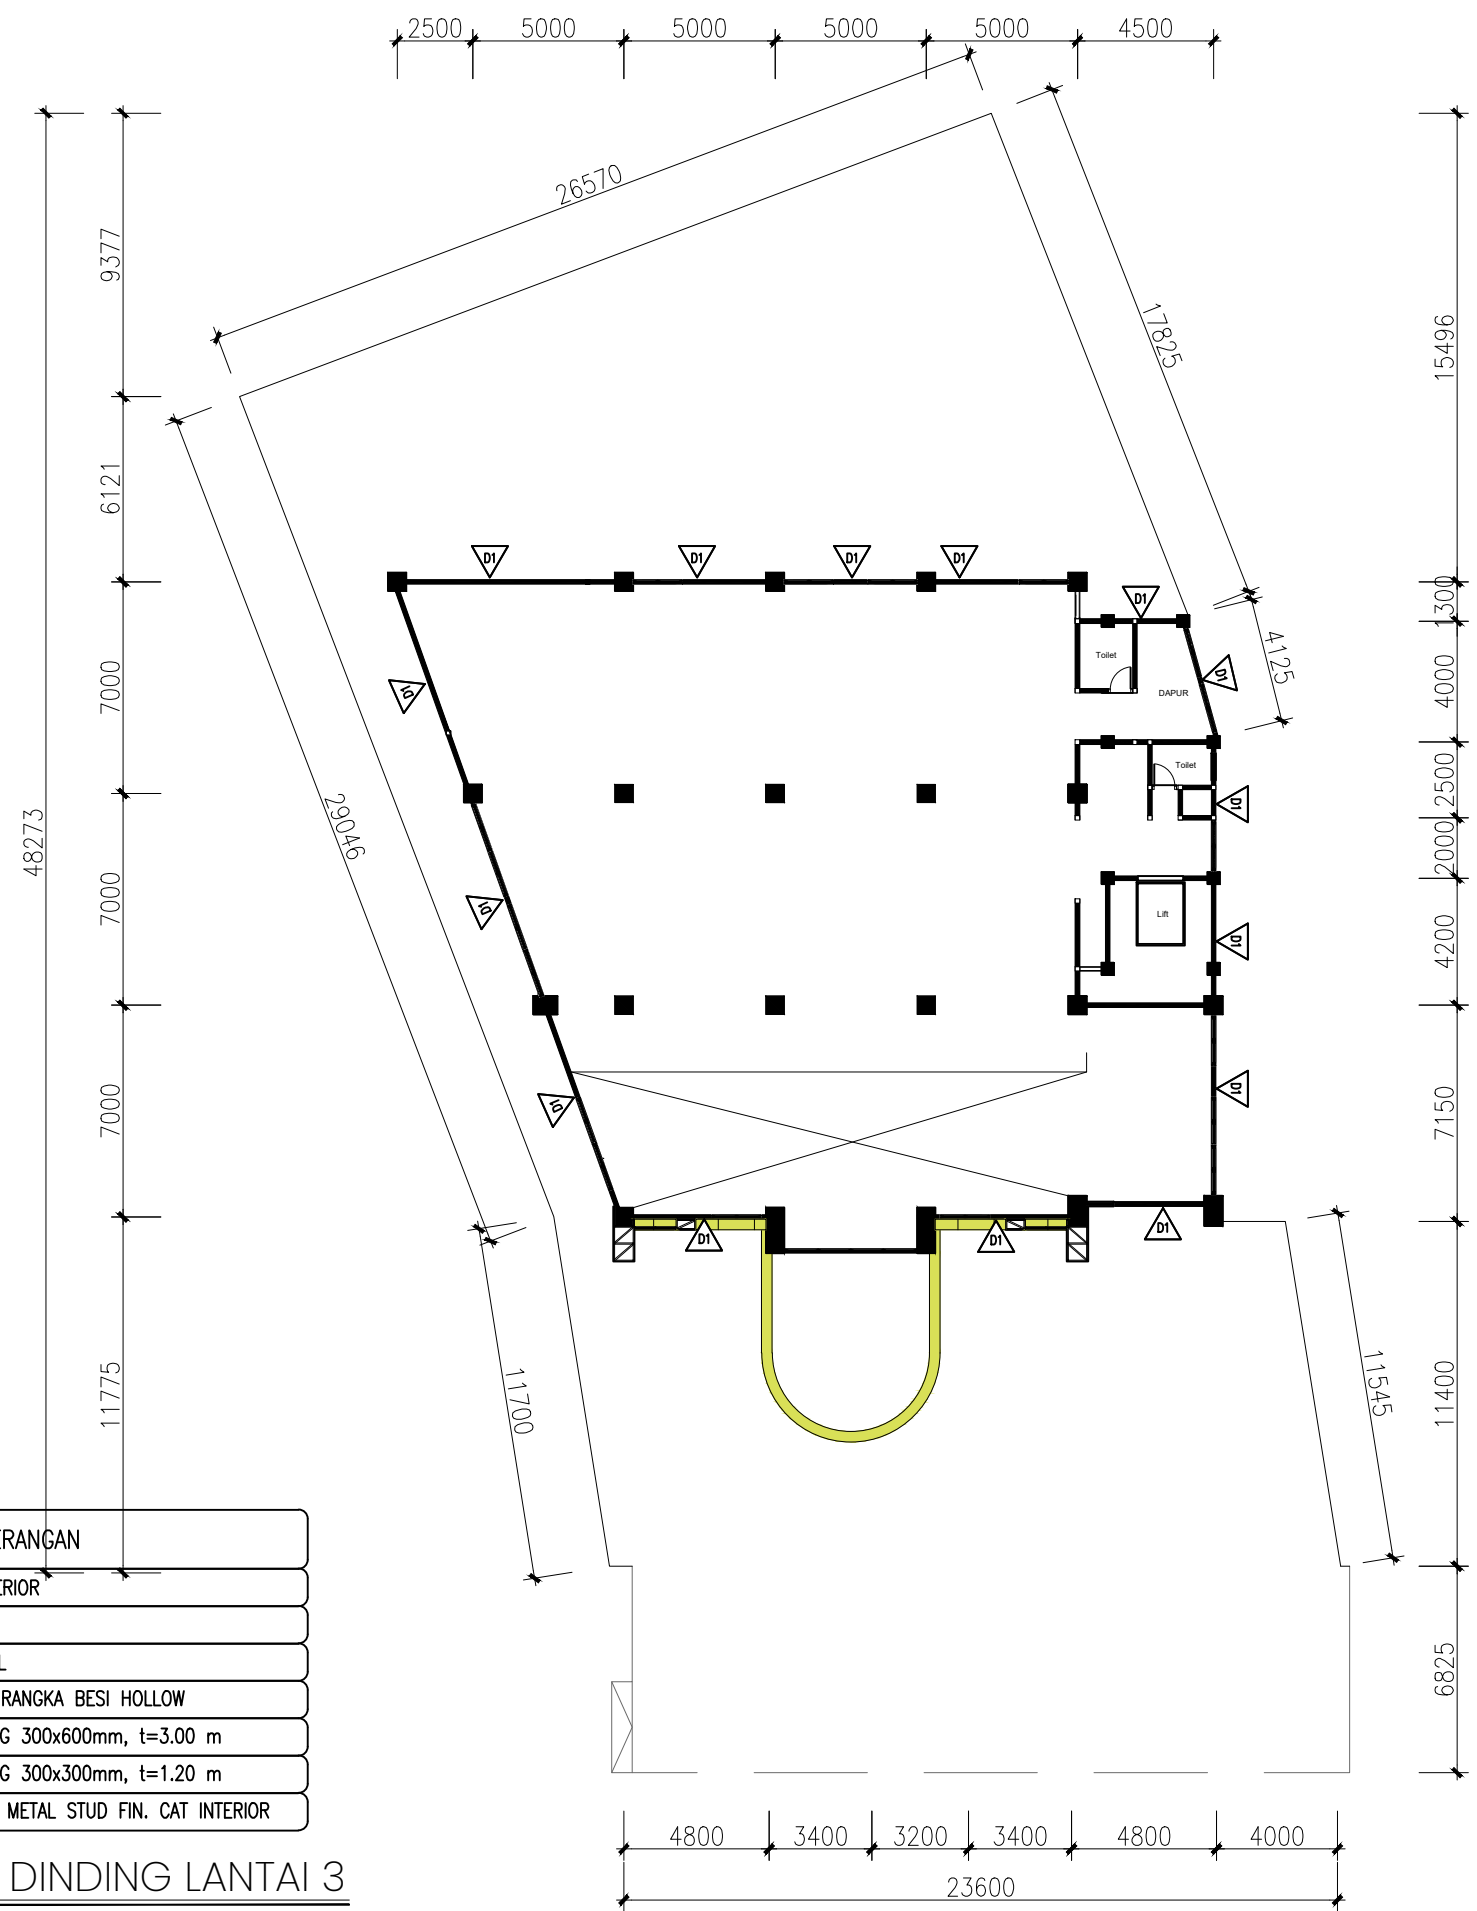 2500 5000 5000 5000 5000 4500
26570
9377
17825
15496
6121
D1 D1 D1 D1
1300
D1
Toilet
4125
7000
D1
D1
4000
DAPUR
Toilet
2500
D1
48273
29046
2000
7000
D1
Lift
4200
D1
7000
D1
D1
7150
D1 D1 D1
11775
11700
11545
11400
ERANGAN
ERIOR
L
RANGKA BESI HOLLOW
6825
G 300x600mm, t=3.00 m
G 300x300mm, t=1.20 m
METAL STUD FIN. CAT INTERIOR
4800 3400 3200 3400 4800 4000
DINDING LANTAI 3
23600